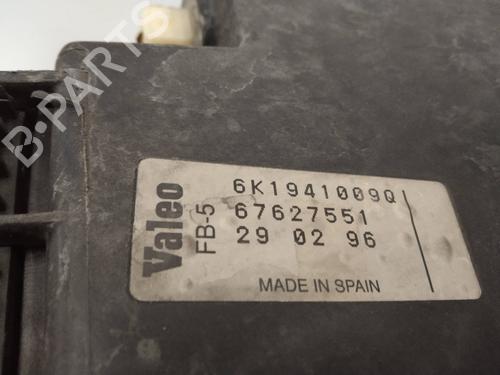 B-PARTS
Valeo
FB-5
6K1941009Q
67627551
29 02 96
MADE IN SPAIN